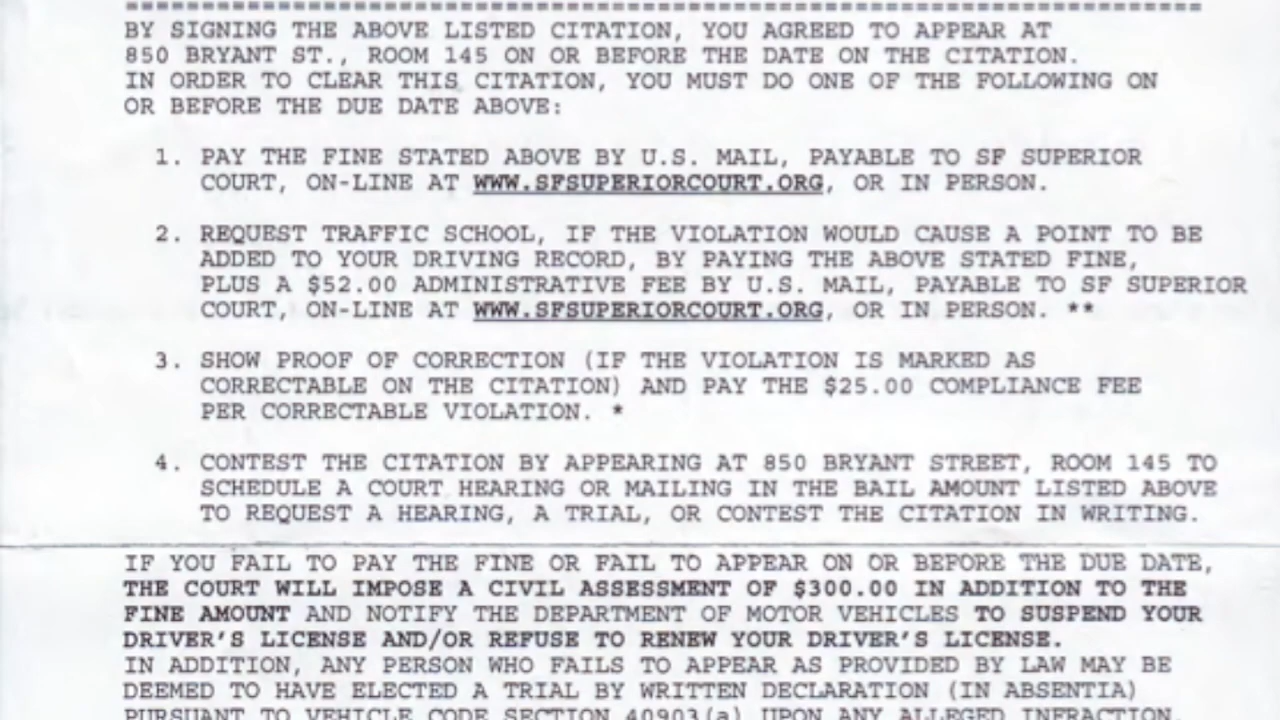 BY SIGNING THE ABOVE LISTED CITATION, YOU AGREED TO APPEAR AT
850 BRYANT ST., ROOM 145 ON OR BEFORE THE DATE ON THE CITATION.
IN ORDER TO CLEAR THIS CITATION, YOU MUST DO ONE OF THE FOLLOWING ON
OR BEFORE THE DUE DATE ABOVE:
1. PAY THE FINE STATED ABOVE BY U.S. MAIL, PAYABLE TO SF SUPERIOR
COURT, ON-LINE AT WWW.SFSUPERIORCOURT.ORG, OR IN PERSON.
2. REQUEST TRAFFIC SCHOOL, IF THE VIOLATION WOULD CAUSE A POINT TO BE
ADDED TO YOUR DRIVING RECORD, BY PAYING THE ABOVE STATED FINE,
PLUS A $52.00 ADMINISTRATIVE FEE BY U.S. MAIL, PAYABLE TO SF SUPERIOR
COURT, ON-LINE AT WWW.SFSUPERIORCOURT.ORG, OR IN PERSON. **
3. SHOW PROOF OF CORRECTION (IF THE VIOLATION IS MARKED AS
CORRECTABLE ON THE CITATION) AND PAY THE $25.00 COMPLIANCE FEE
PER CORRECTABLE VIOLATION. *
4. CONTEST THE CITATION BY APPEARING AT 850 BRYANT STREET, ROOM 145 TO
SCHEDULE A COURT HEARING OR MAILING IN THE BAIL AMOUNT LISTED ABOVE
TO REQUEST A HEARING, A TRIAL, OR CONTEST THE CITATION IN WRITING.
IF YOU FAIL TO PAY THE FINE OR FAIL TO APPEAR ON OR BEFORE THE DUE DATE,
THE COURT WILL IMPOSE A CIVIL ASSESSMENT OF $300.00 IN ADDITION TO THE
FINE AMOUNT AND NOTIFY THE DEPARTMENT OF MOTOR VEHICLES TO SUSPEND YOUR
DRIVER'S LICENSE AND/OR REFUSE TO RENEW YOUR DRIVER'S LICENSE.
IN ADDITION, ANY PERSON WHO FAILS TO APPEAR AS PROVIDED BY LAW MAY BE
DEEMED TO HAVE ELECTED A TRIAL BY WRITTEN DECLARATION (IN ABSENTIA)
PURSUANT TO VEHICLE CODE SECTION 40903(a) UPON ANY ALLEGED INFRACTION,